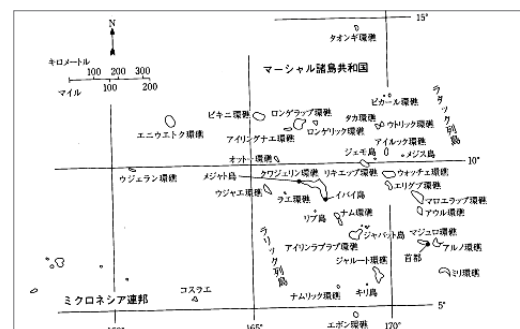 N
15°
タオンギ環礁
キロメートル
100 200 300
100 200
マイル
マーシャル諸島共和国
ラタック列島
ビカール環礁
ビキニ環礁
ロンゲラップ環礁
タカ環礁
エニウエトク環礁
ロンゲリック環礁
ウトリック環礁
アイリングナエ環礁
アイルック環礁
ジェモ島
メジス島
オットー環礁
10°
ウジェラン環礁
クワジェリン環礁
リキエップ環礁
ウォッチェ環礁
メジャト島
エリグブ環礁
ウジャエ環礁
イバイ島
ラエ環礁
マロエラップ環礁
リブ島
ナム環礁
アウル環礁
ジャバット島
マジュロ環礁
アイリンラプラプ環礁
アルノ環礁
首都
ラリック列島
ジャルート環礁
ミリ環礁
ミクロネシア連邦
コスラエ
ナムリック環礁
キリ島
5°
165°
170°
エボン環礁